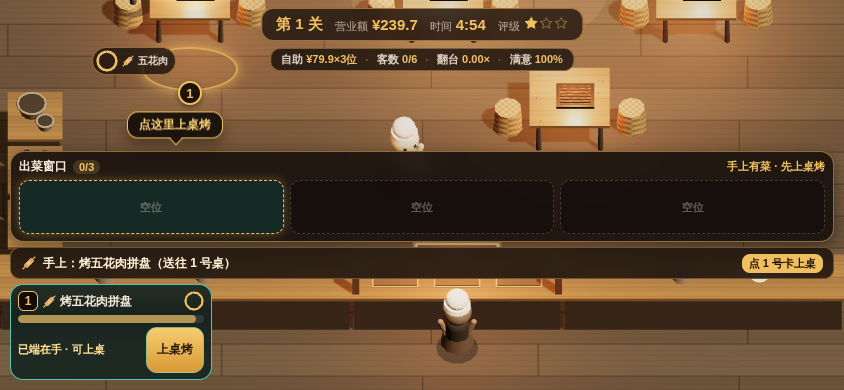 第 1 关 营业额 ¥239.7 时间 4:54 评级
自助 ¥79.9×3位 · 客数 0/6 · 翻台 0.00× · 满意 100%
五花肉
1
点这里上桌烤
出菜窗口 0/3 手上有菜 · 先上桌烤
空位 空位 空位
手上：烤五花肉拼盘（送往 1 号桌） 点 1 号卡上桌
1 烤五花肉拼盘
已端在手 · 可上桌 上桌烤